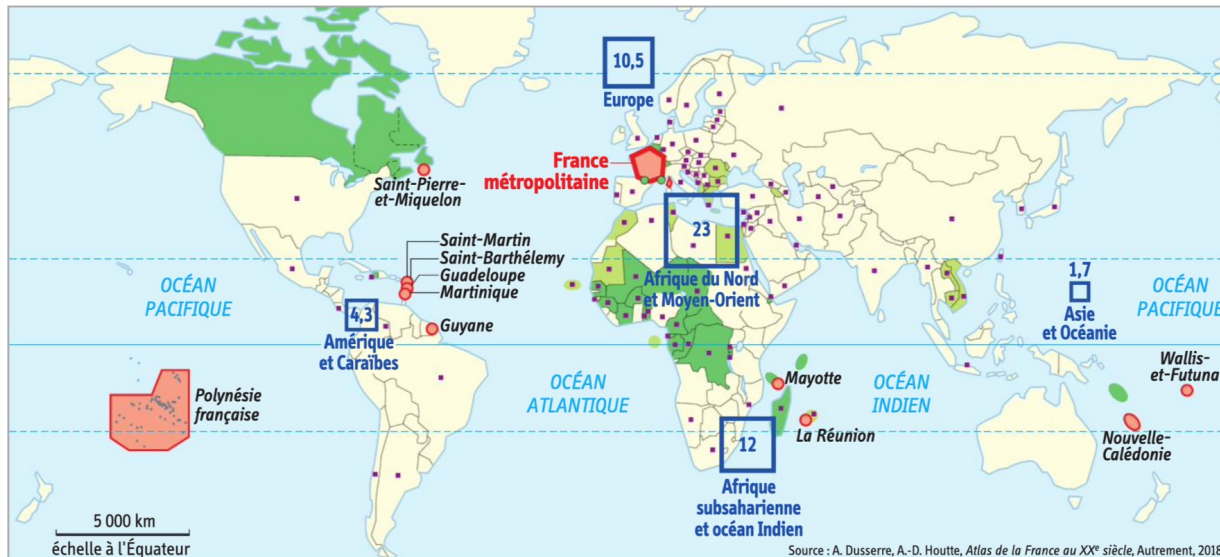 10,5
Europe
France
métropolitaine
Saint-Pierre-
et-Miquelon
Saint-Martin
Saint-Barthélemy
Guadeloupe
Martinique
OCÉAN
PACIFIQUE
4,3
Amérique
et Caraïbes
Guyane
23
Afrique du Nord
et Moyen-Orient
1,7
Asie
et Océanie
OCÉAN
PACIFIQUE
Polynésie
française
OCÉAN
ATLANTIQUE
Mayotte
OCÉAN
INDIEN
Wallis-
et-Futuna
La Réunion
Nouvelle-
Calédonie
12
Afrique
subsaharienne
et océan Indien
5 000 km
échelle à l'Équateur
Source : A. Dusserre, A.-D. Houtte, Atlas de la France au XXe siècle, Autrement, 2018